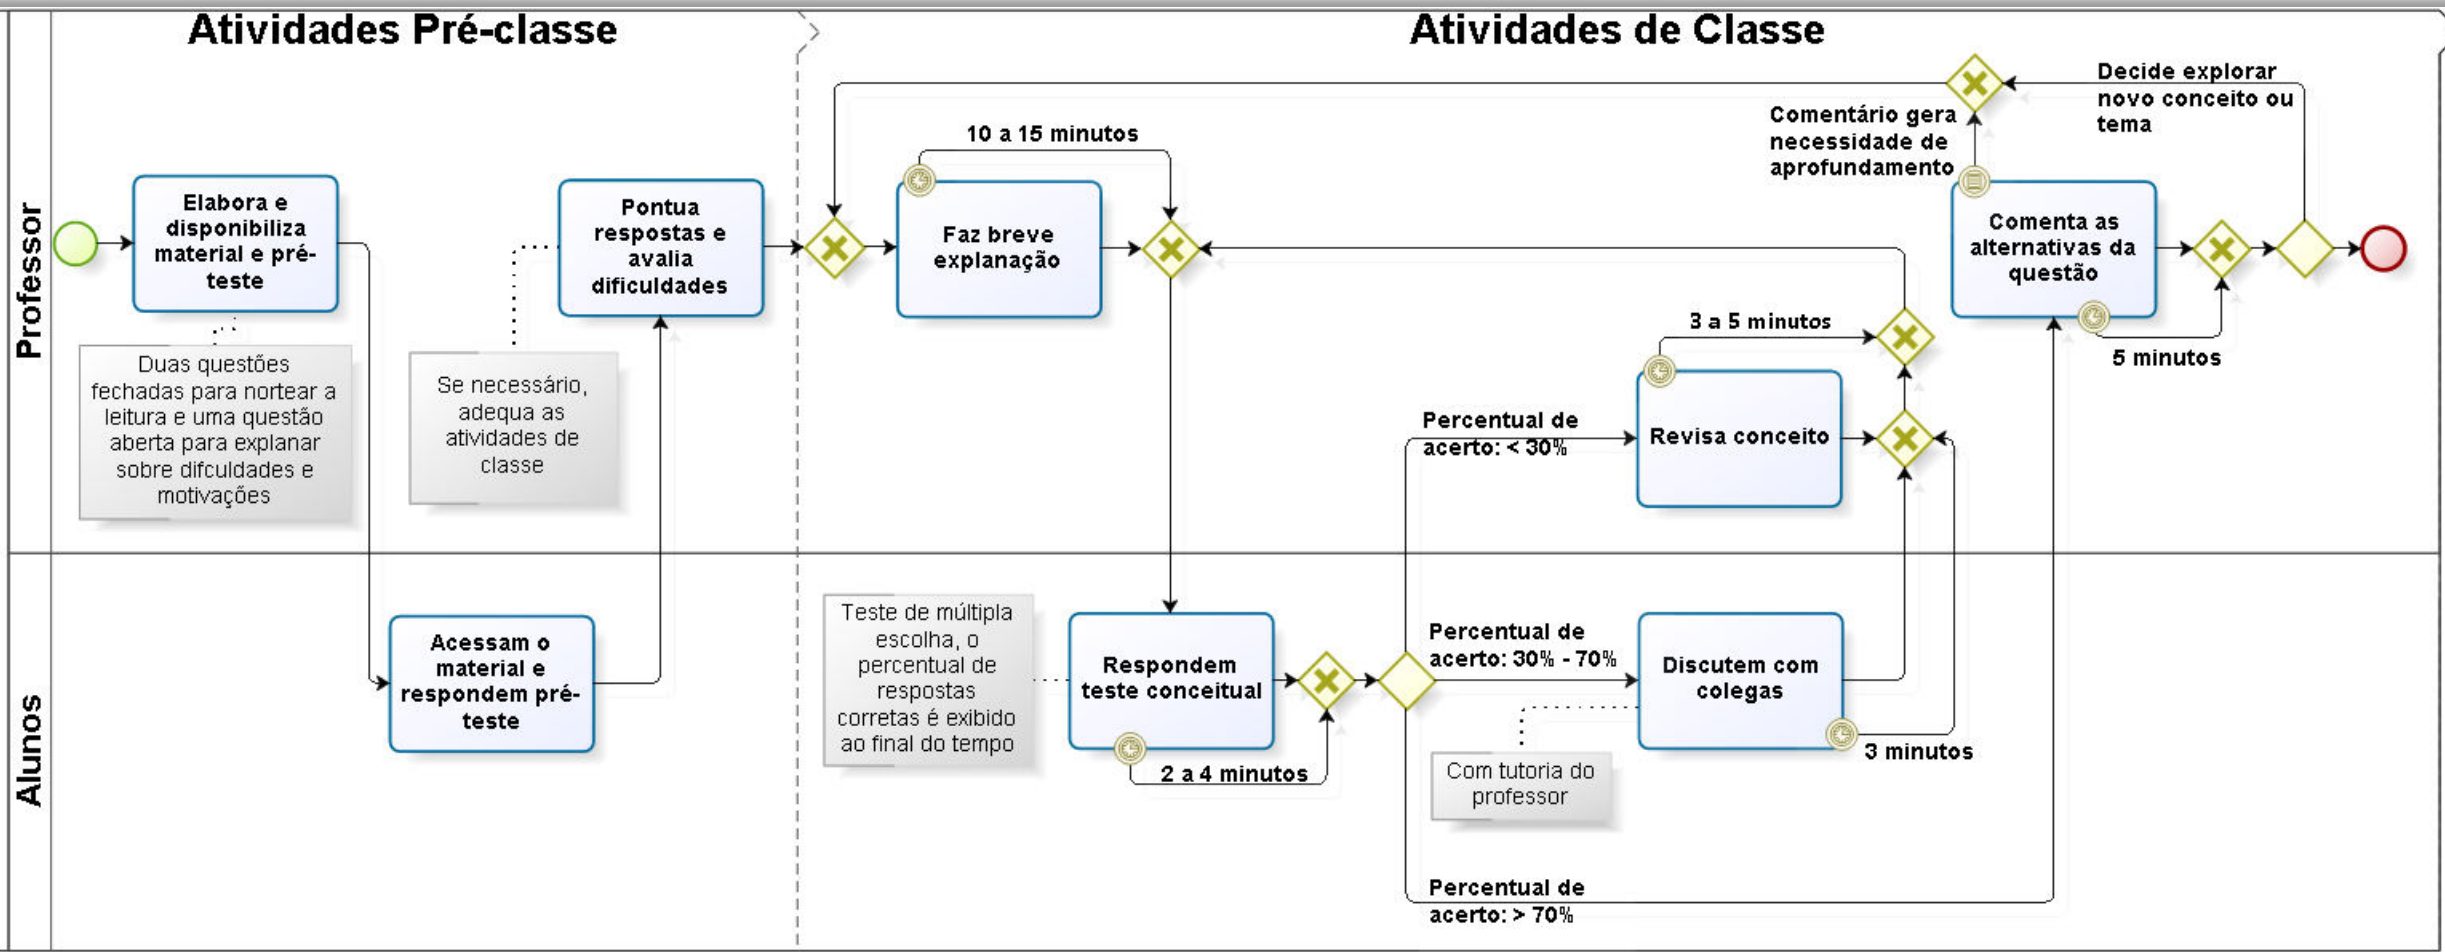 Atividades Pré-classe
Atividades de Classe
Professor
Elabora e
disponibiliza
material e pré-
teste
Duas questões
fechadas para nortear a
leitura e uma questão
aberta para explanar
sobre difculdades e
motivações
Pontua
respostas e
avalia
dificuldades
Se necessário,
adequa as
atividades de
classe
10 a 15 minutos
Faz breve
explanação
Decide explorar
novo conceito ou
tema
Comentário gera
necessidade de
aprofundamento
Comenta as
alternativas da
questão
5 minutos
3 a 5 minutos
Percentual de
acerto: < 30%
Revisa conceito
Alunos
Acessam o
material e
respondem pré-
teste
Teste de múltipla
escolha, o
percentual de
respostas
corretas é exibido
ao final do tempo
Respondem
teste conceitual
2 a 4 minutos
Percentual de
acerto: 30% - 70%
Discutem com
colegas
3 minutos
Com tutoria do
professor
Percentual de
acerto: > 70%